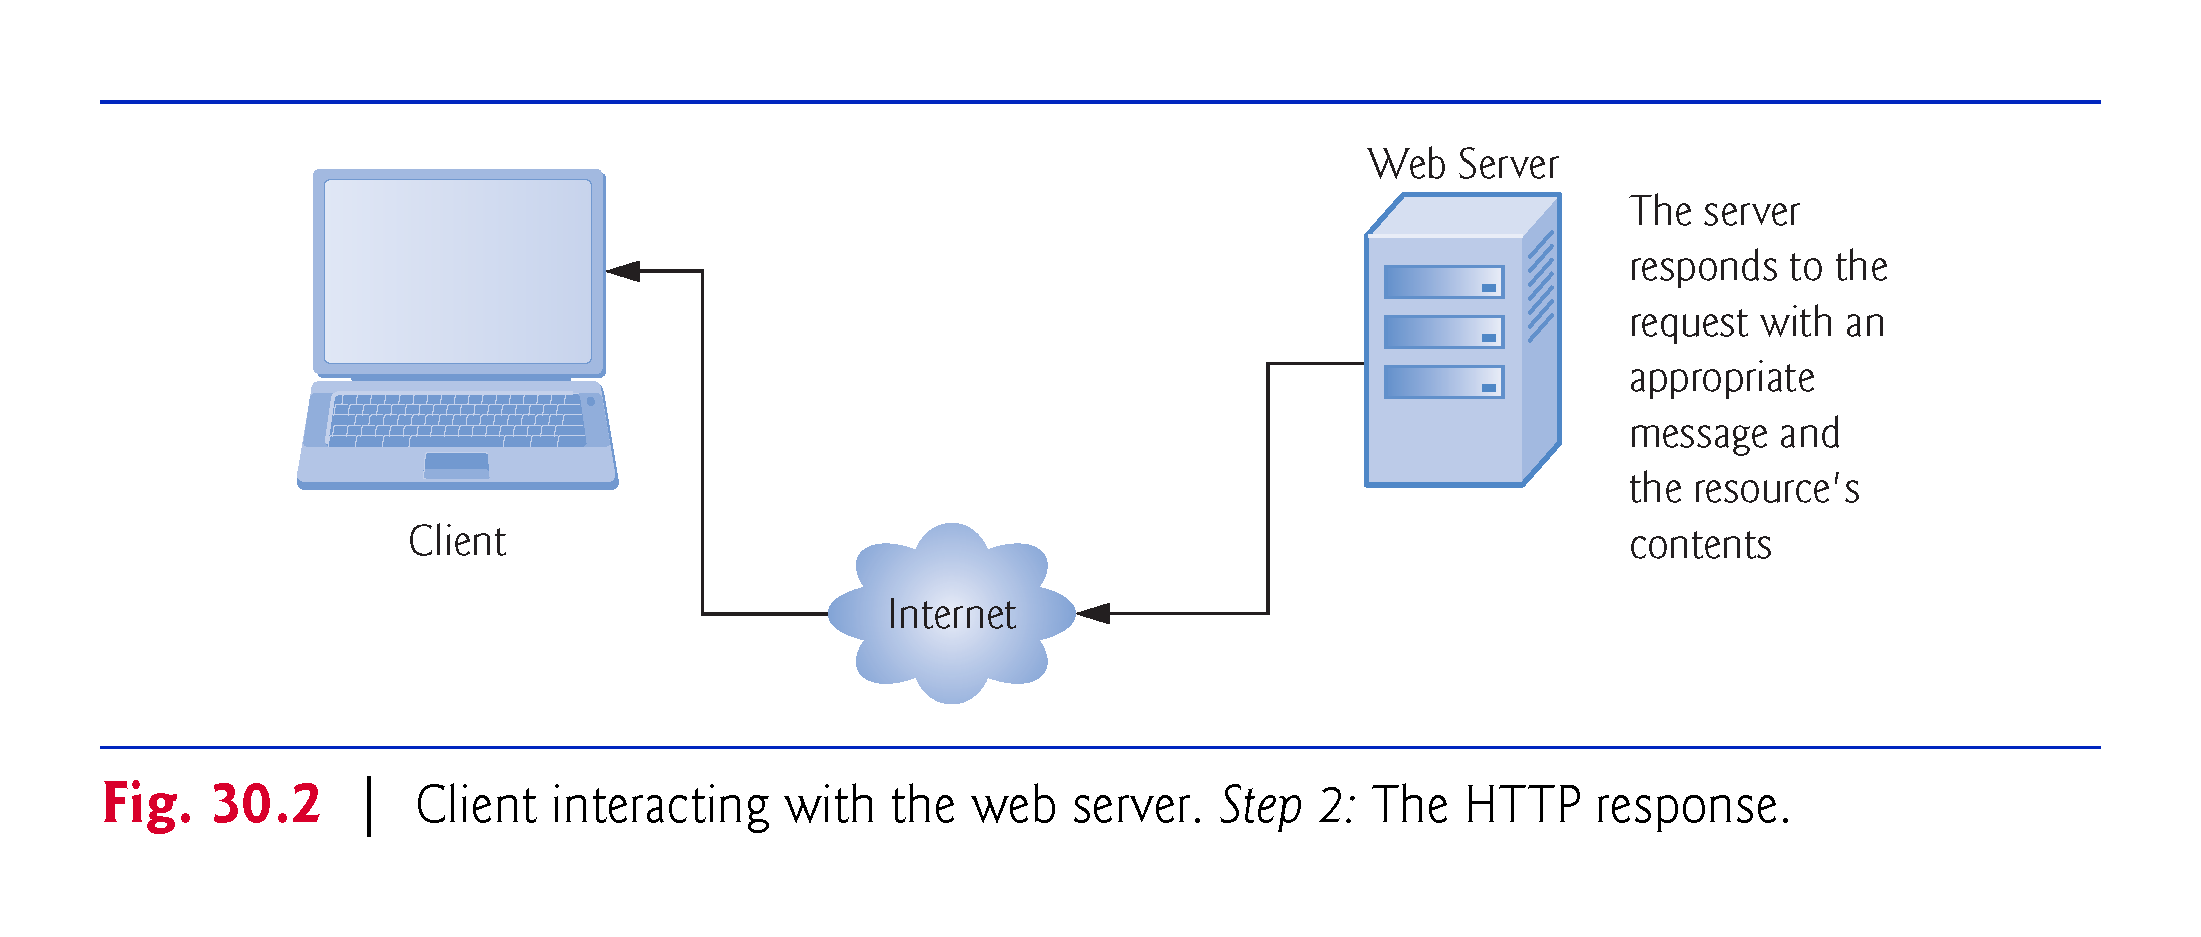 Web Server
The server
responds to the
request with an
appropriate
message and
the resource's
contents
Client
Internet
Fig. 30.2 | Client interacting with the web server. Step 2: The HTTP response.